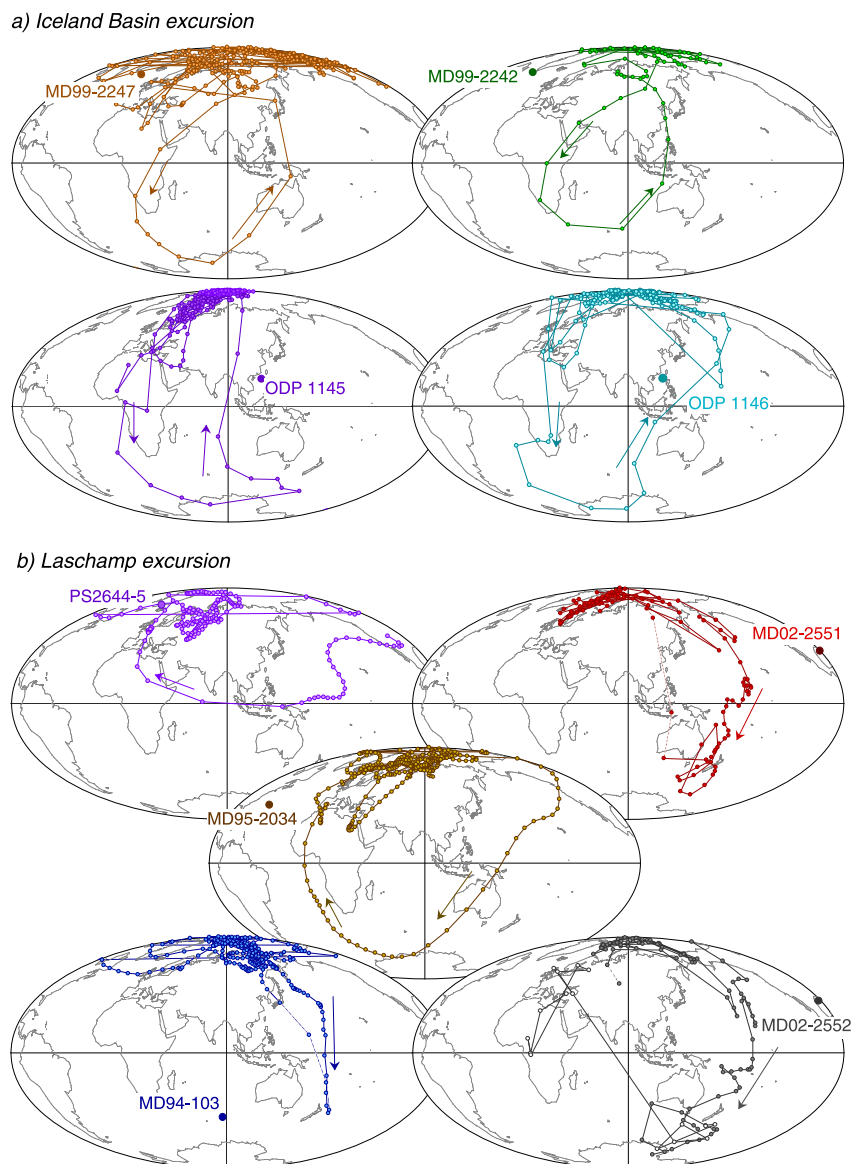 a) Iceland Basin excursion
MD99-2247
MD99-2242
ODP 1145
ODP 1146
b) Laschamp excursion
PS2644-5
MD02-2551
MD95-2034
MD94-103
MD02-2552